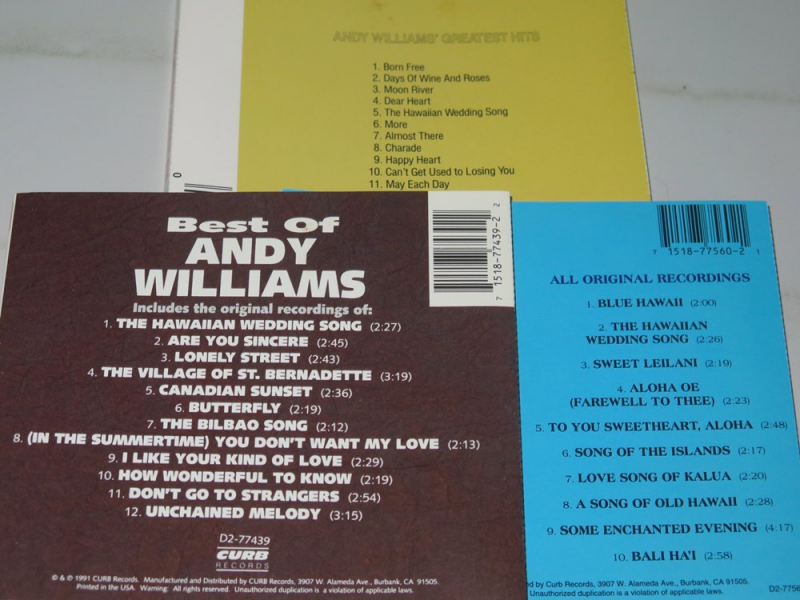 ANDY WILLIAMS' GREATEST HITS
1. Born Free
2. Days Of Wine And Roses
3. Moon River
4. Dear Heart
5. The Hawaiian Wedding Song
6. More
7. Almost There
8. Charade
9. Happy Heart
10. Can't Get Used to Losing You
11. May Each Day
0
Best Of
ANDY
WILLIAMS
Includes the original recordings of:
1. THE HAWAIIAN WEDDING SONG (2:27)
2. ARE YOU SINCERE (2:45)
3. LONELY STREET (2:43)
4. THE VILLAGE OF ST. BERNADETTE (3:19)
5. CANADIAN SUNSET (2:36)
6. BUTTERFLY (2:19)
7. THE BILBAO SONG (2:12)
8. (IN THE SUMMERTIME) YOU DON'T WANT MY LOVE (2:13)
9. I LIKE YOUR KIND OF LOVE (2:29)
10. HOW WONDERFUL TO KNOW (2:19)
11. DON'T GO TO STRANGERS (2:54)
12. UNCHAINED MELODY (3:15)
D2-77439
CURB
RECORDS
© & ℗ 1991 CURB Records. Manufactured and Distributed by CURB Records, 3907 W. Alameda Ave., Burbank, CA 91505.
Printed in the USA. Warning: All rights reserved. Unauthorized duplication is a violation of applicable laws.
7 1518-77439-2 2
7 1518-77560-2 1
ALL ORIGINAL RECORDINGS
1. BLUE HAWAII (2:00)
2. THE HAWAIIAN
WEDDING SONG (2:26)
3. SWEET LEILANI (2:19)
4. ALOHA OE
(FAREWELL TO THEE) (2:23)
5. TO YOU SWEETHEART, ALOHA (2:48)
6. SONG OF THE ISLANDS (2:17)
7. LOVE SONG OF KALUA (2:20)
8. A SONG OF OLD HAWAII (2:28)
9. SOME ENCHANTED EVENING (4:17)
10. BALI HA'I (2:58)
by Curb Records, 3907 W. Alameda Ave., Burbank, CA 91505.
Unauthorized duplication is a violation of applicable laws.
D2-7756